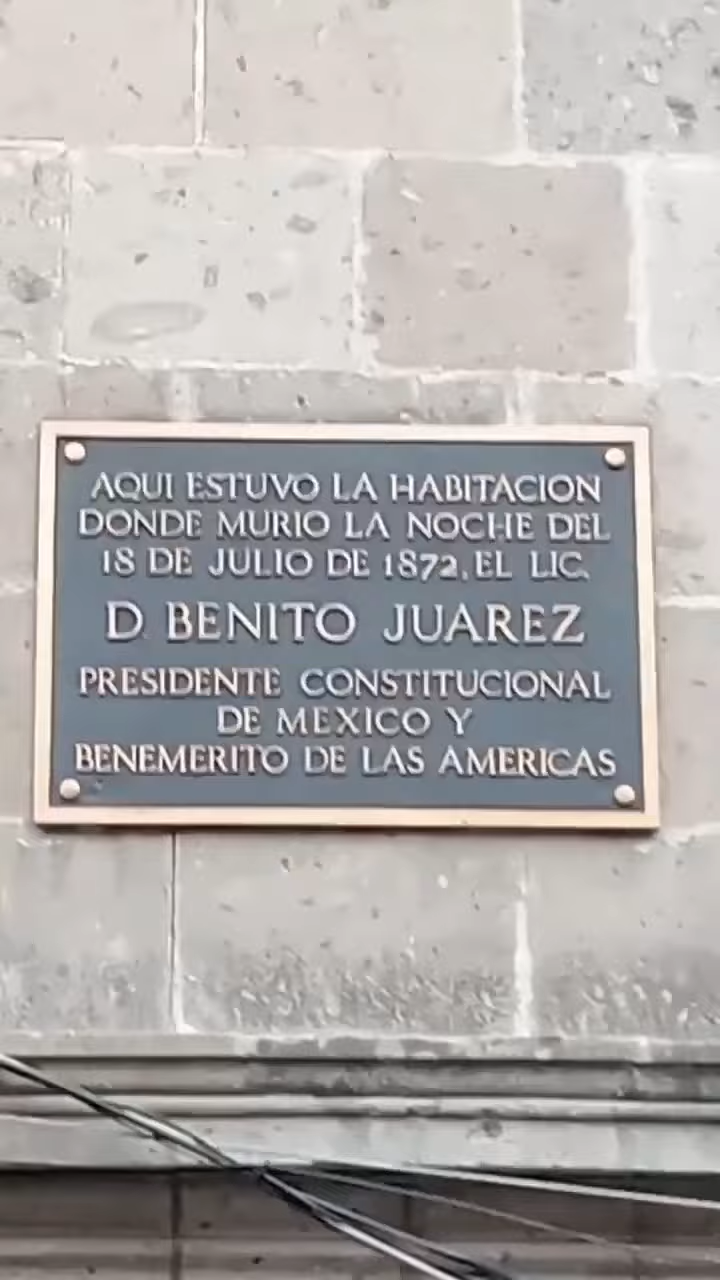 AQUI ESTUVO LA HABITACION
DONDE MURIO LA NOCHE DEL
18 DE JULIO DE 1872, EL LIC.
D. BENITO JUAREZ
PRESIDENTE CONSTITUCIONAL
DE MEXICO Y
BENEMERITO DE LAS AMERICAS